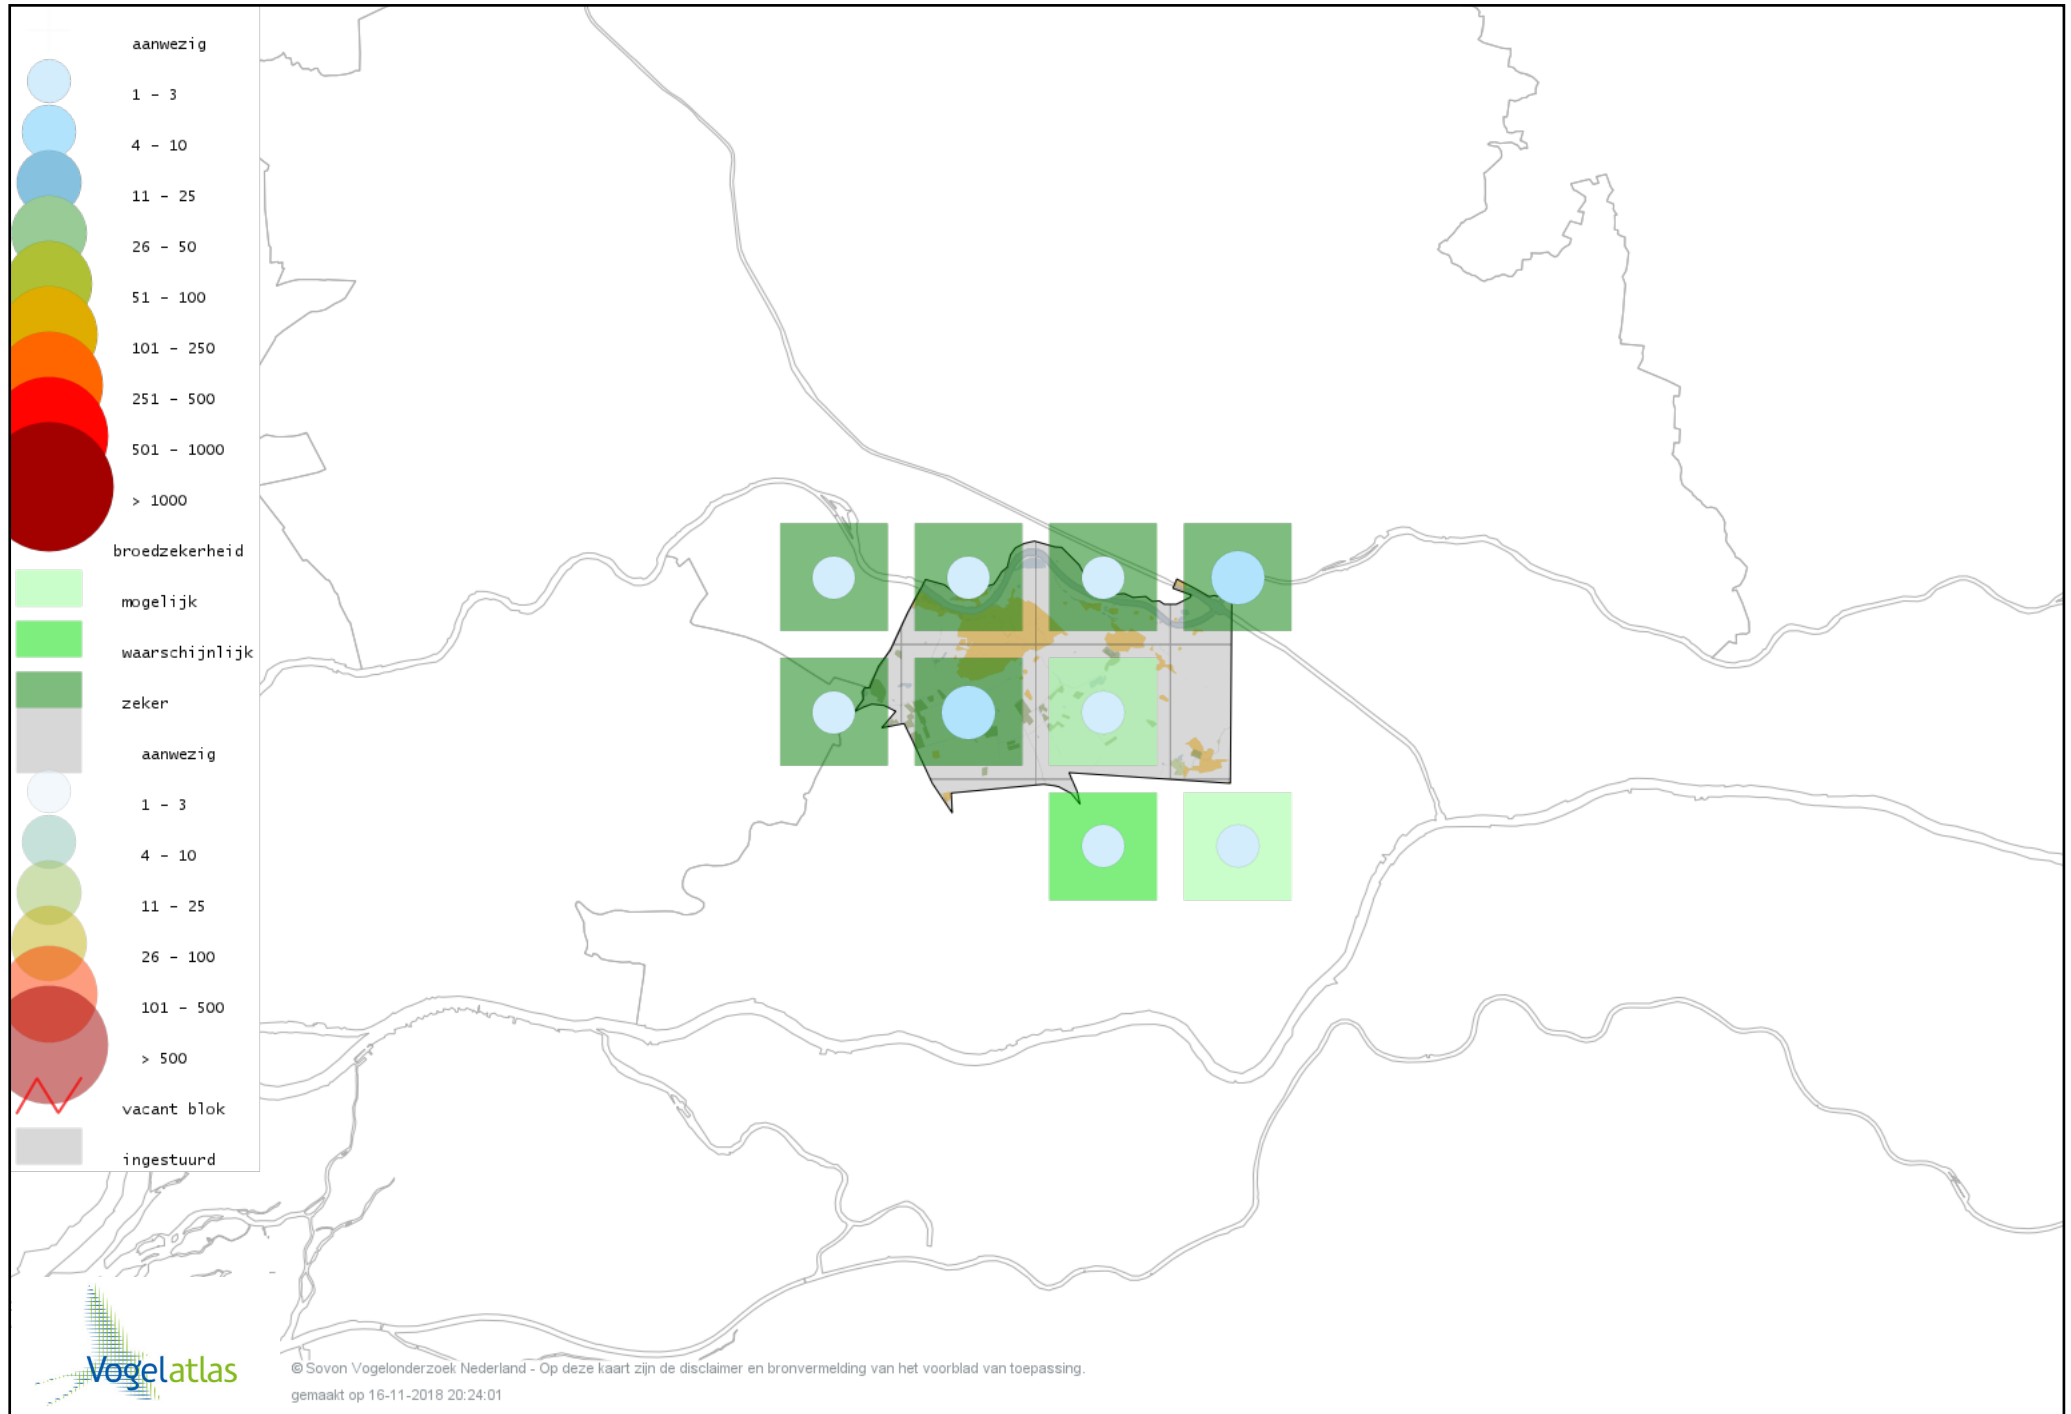 aanwezig
1 - 3
4 - 10
11 - 25
26 - 50
51 - 100
101 - 250
251 - 500
501 - 1000
> 1000
broedzekerheid
mogelijk
waarschijnlijk
zeker
aanwezig
1 - 3
4 - 10
11 - 25
26 - 100
101 - 500
> 500
vacant blok
ingestuurd
Vogelatlas
© Sovon Vogelonderzoek Nederland - Op deze kaart zijn de disclaimer en bronvermelding van het voorblad van toepassing.
gemaakt op 16-11-2018 20:24:01